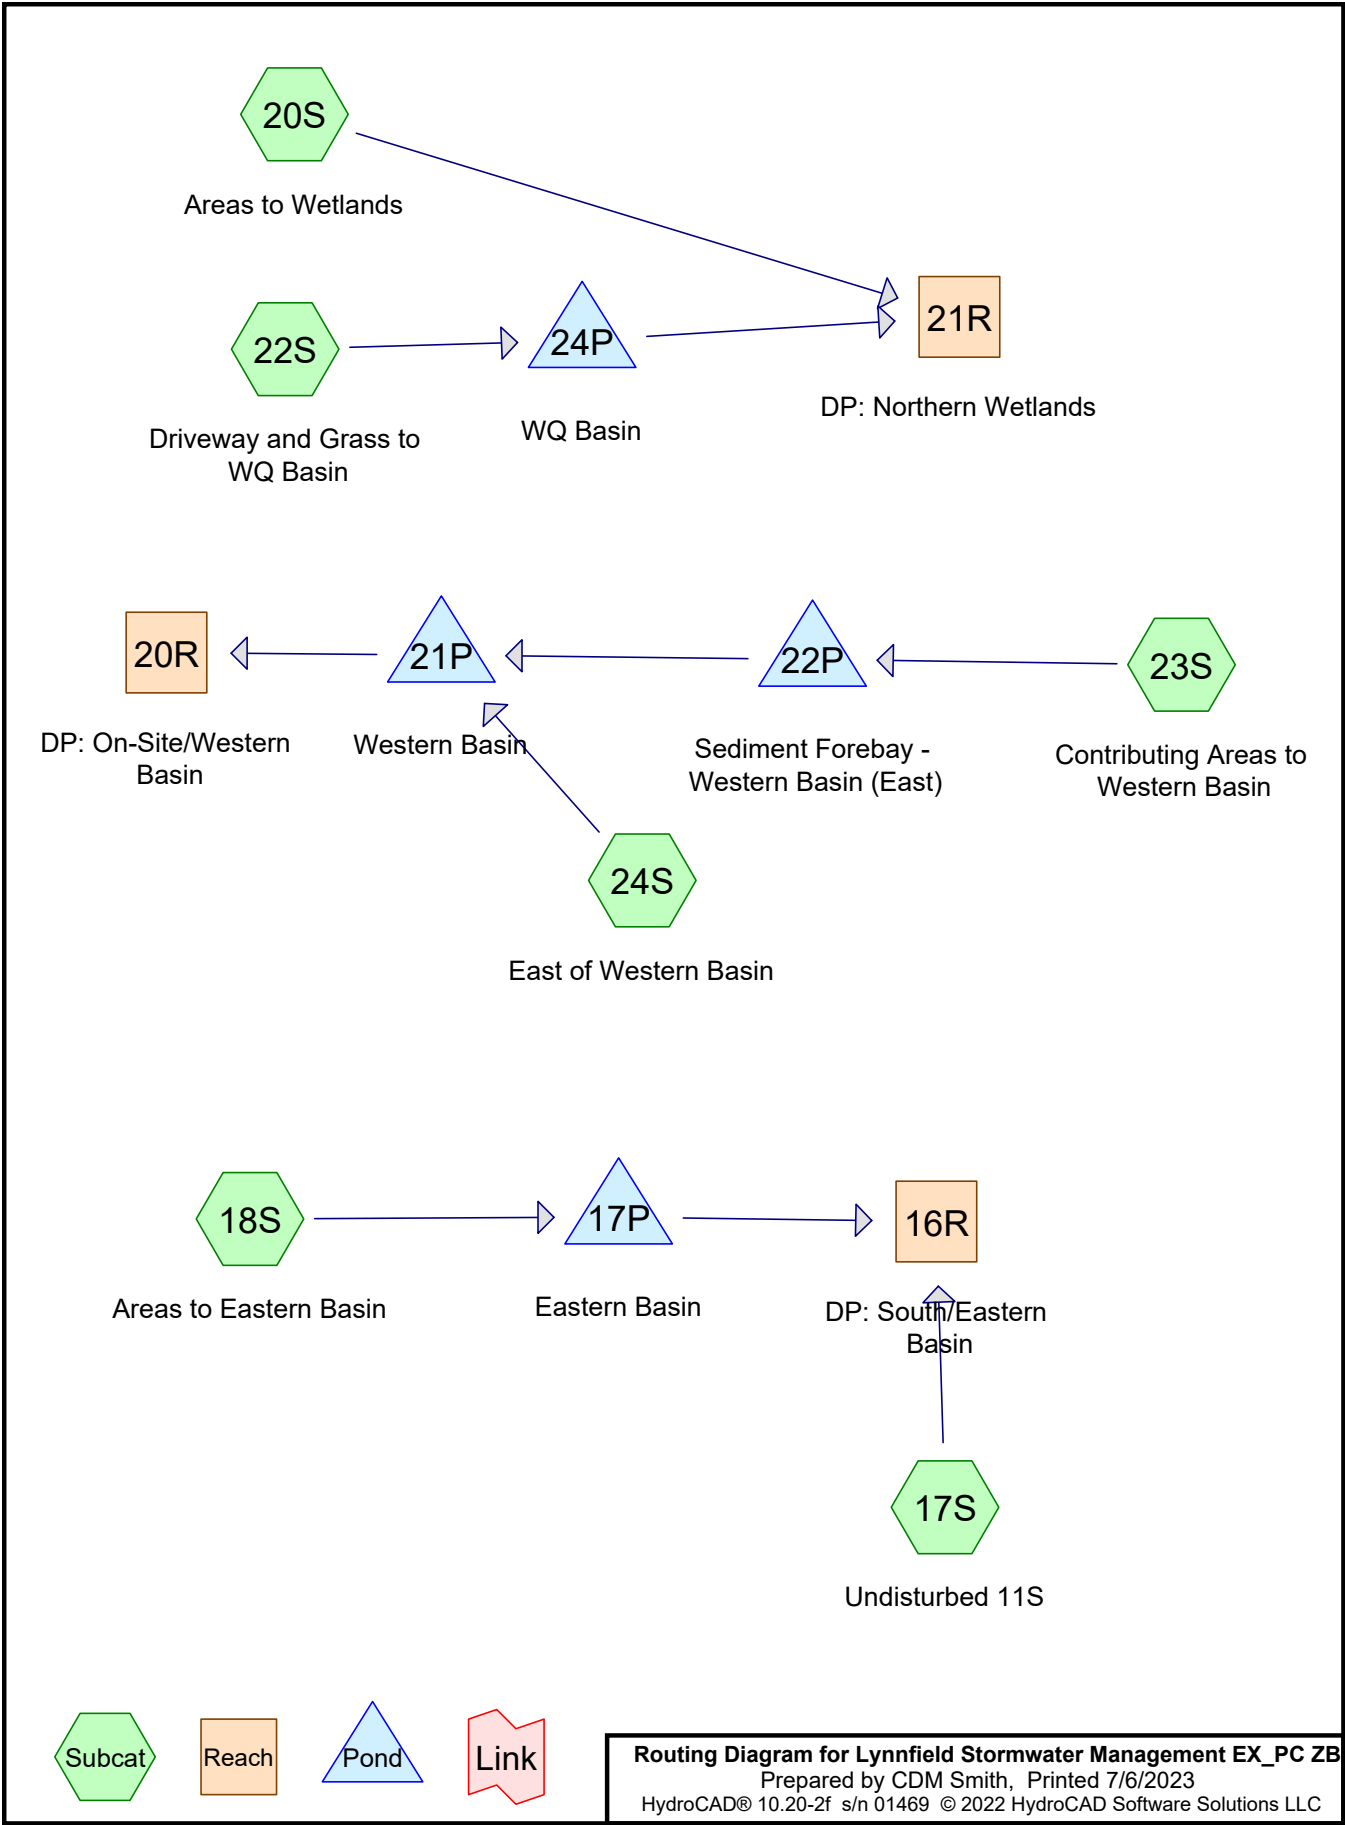 20S
Areas to Wetlands
22S
Driveway and Grass to
WQ Basin
24P
WQ Basin
21R
DP: Northern Wetlands
20R
DP: On-Site/Western
Basin
21P
Western Basin
22P
Sediment Forebay -
Western Basin (East)
23S
Contributing Areas to
Western Basin
24S
East of Western Basin
18S
Areas to Eastern Basin
17P
Eastern Basin
16R
DP: South/Eastern
Basin
17S
Undisturbed 11S
Subcat
Reach
Pond
Link
Routing Diagram for Lynnfield Stormwater Management EX_PC ZB
Prepared by CDM Smith, Printed 7/6/2023
HydroCAD® 10.20-2f s/n 01469 © 2022 HydroCAD Software Solutions LLC